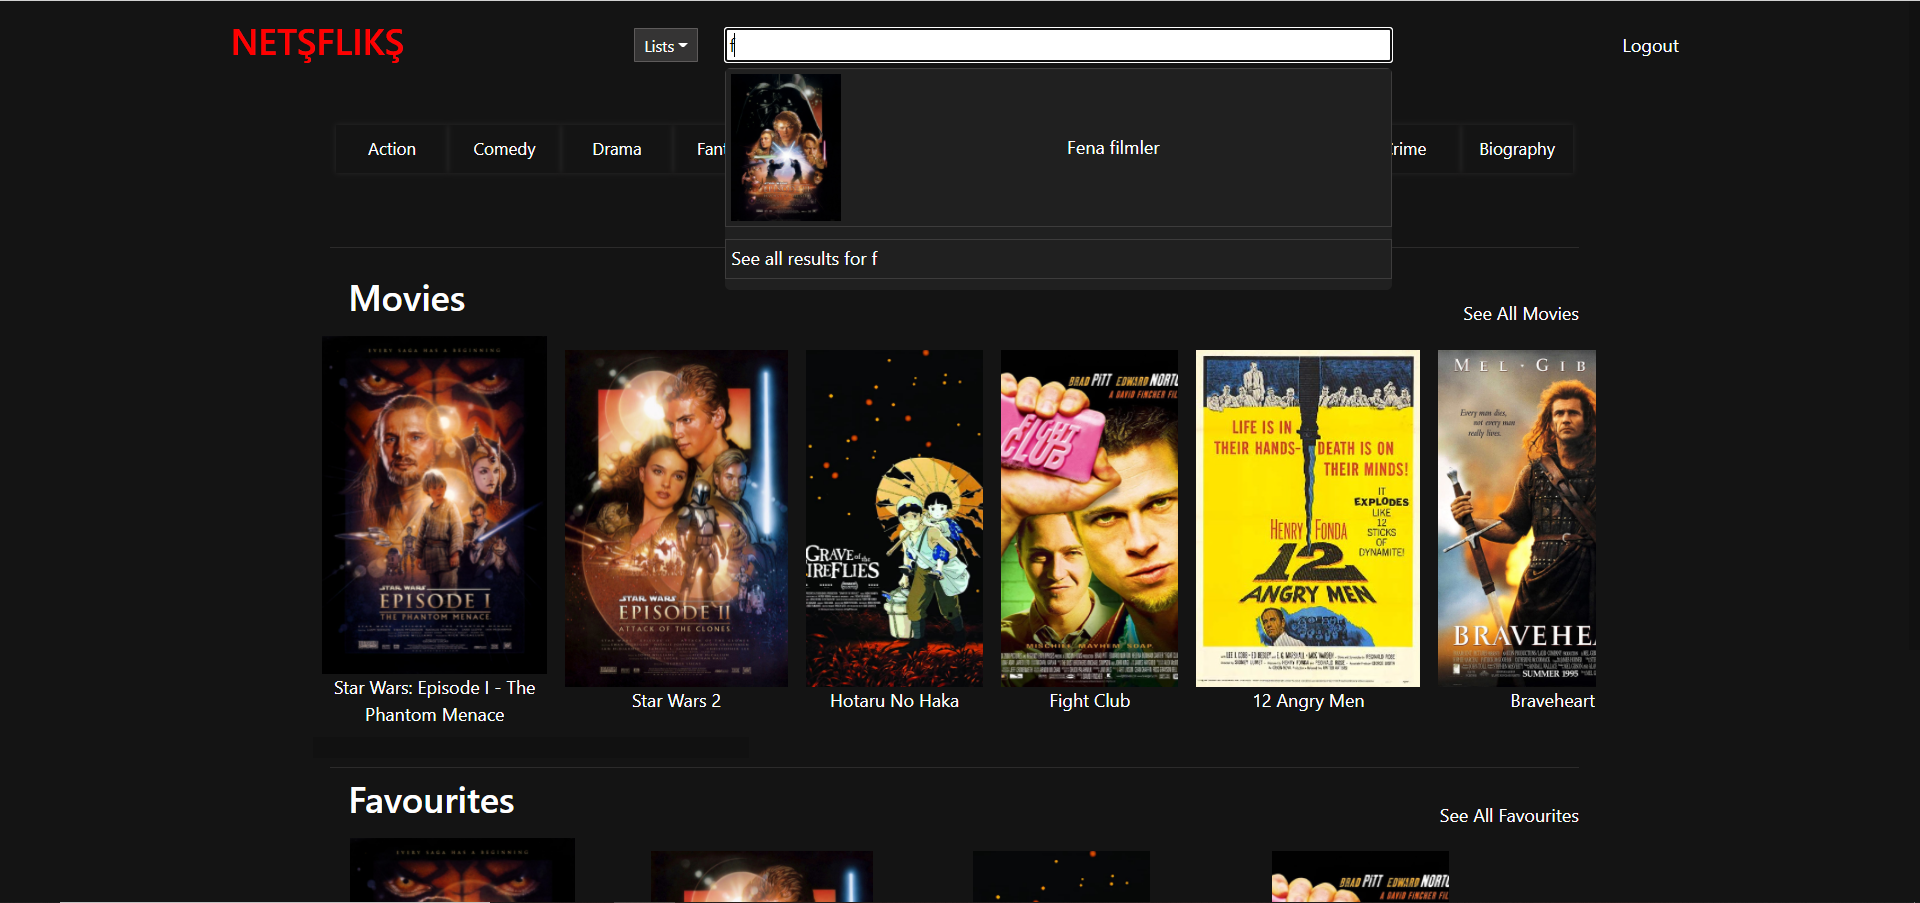 NETŞFLIKŞ
Lists
f
Logout
Fena filmler
See all results for f
Action
Comedy
Drama
Fant
rime
Biography
Movies
See All Movies
EVERY SAGA HAS A BEGINNING
STAR WARS
EPISODE I
THE PHANTOM MENACE
Star Wars: Episode I - The
Phantom Menace
STAR WARS
EPISODE II
ATTACK OF THE CLONES
Star Wars 2
GRAVE of the
FIREFLIES
Hotaru No Haka
BRAD PITT EDWARD NORTO
A DAVID FINCHER FIL
FIGHT
CLUB
MISCHIEF. MAYHEM. SOAP.
Fight Club
LIFE IS IN
THEIR HANDS-
DEATH IS ON
THEIR MINDS!
IT
EXPLODES
LIKE
12
STICKS
OF
DYNAMITE!
HENRY FONDA
12
ANGRY MEN
12 Angry Men
MEL · GIB
Every man dies,
not every man
really lives.
BRAVEHEA
SUMMER 1995
Braveheart
Favourites
See All Favourites
EVERY SAGA HAS A BEGINNING
BRAD PITT EDWARD NORTO
A DAVID FINCHER FIL